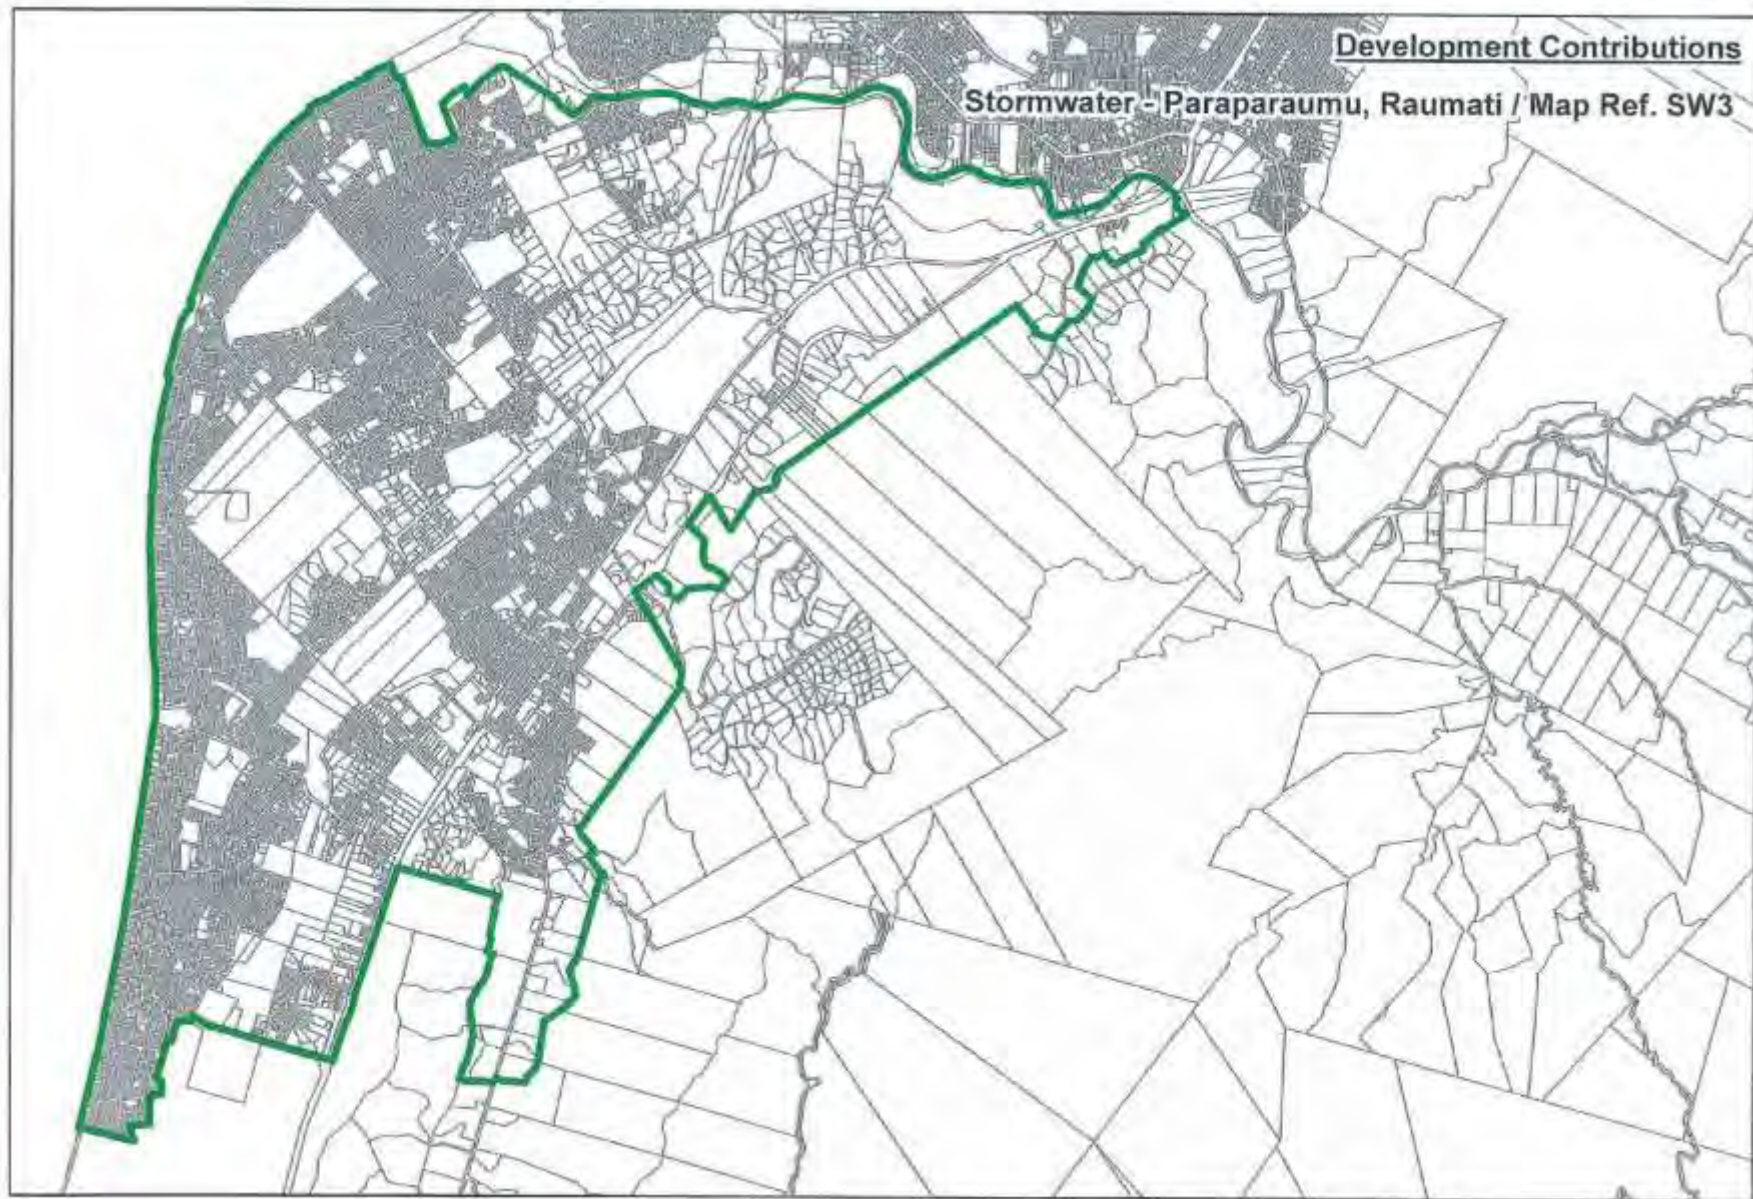 Development Contributions
Stormwater - Paraparaumu, Raumati / Map Ref. SW3